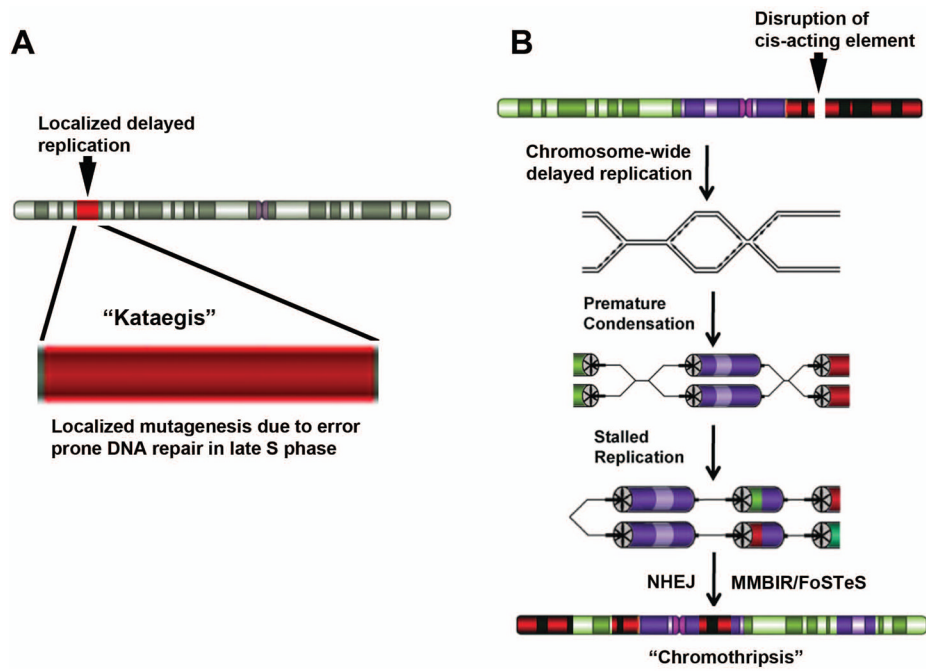 A
Localized delayed
replication
“Kataegis”
Localized mutagenesis due to error
prone DNA repair in late S phase
B
Disruption of
cis-acting element
Chromosome-wide
delayed replication
Premature
Condensation
Stalled
Replication
NHEJ
MMBIR/FoSTeS
“Chromothripsis”